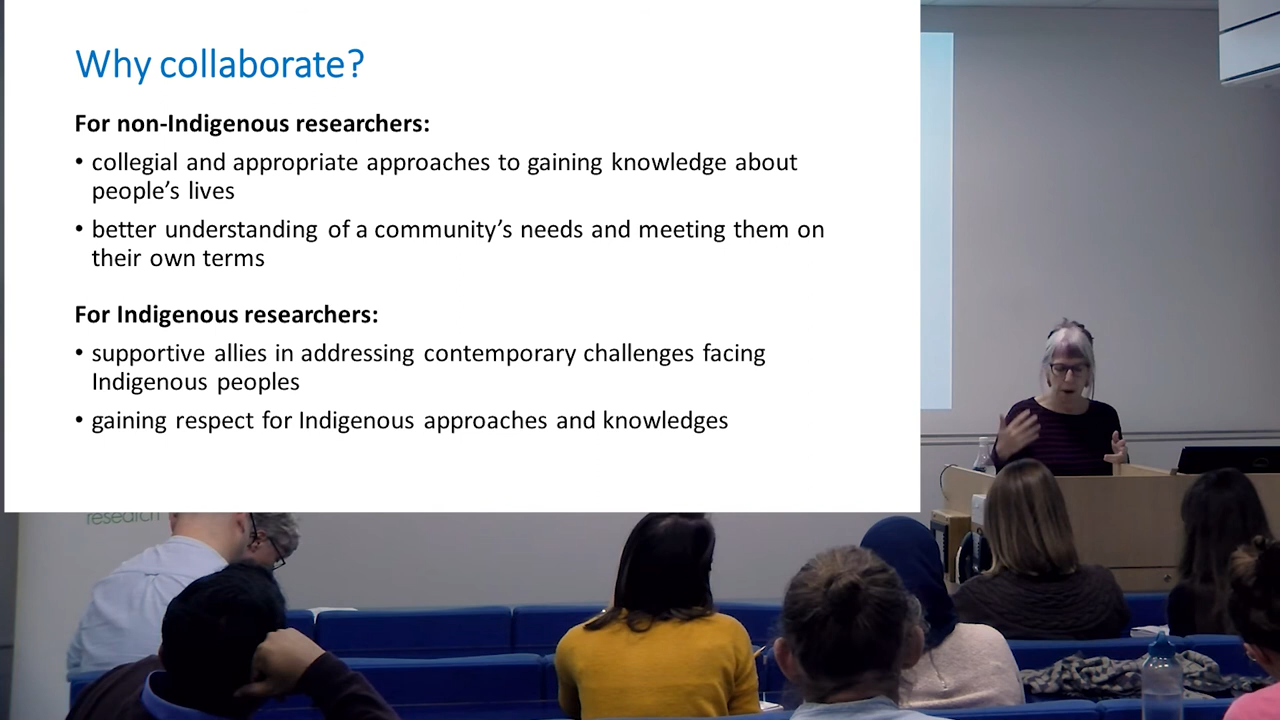 Why collaborate?
For non-Indigenous researchers:
• collegial and appropriate approaches to gaining knowledge about
people's lives
• better understanding of a community's needs and meeting them on
their own terms
For Indigenous researchers:
• supportive allies in addressing contemporary challenges facing
Indigenous peoples
• gaining respect for Indigenous approaches and knowledges
research